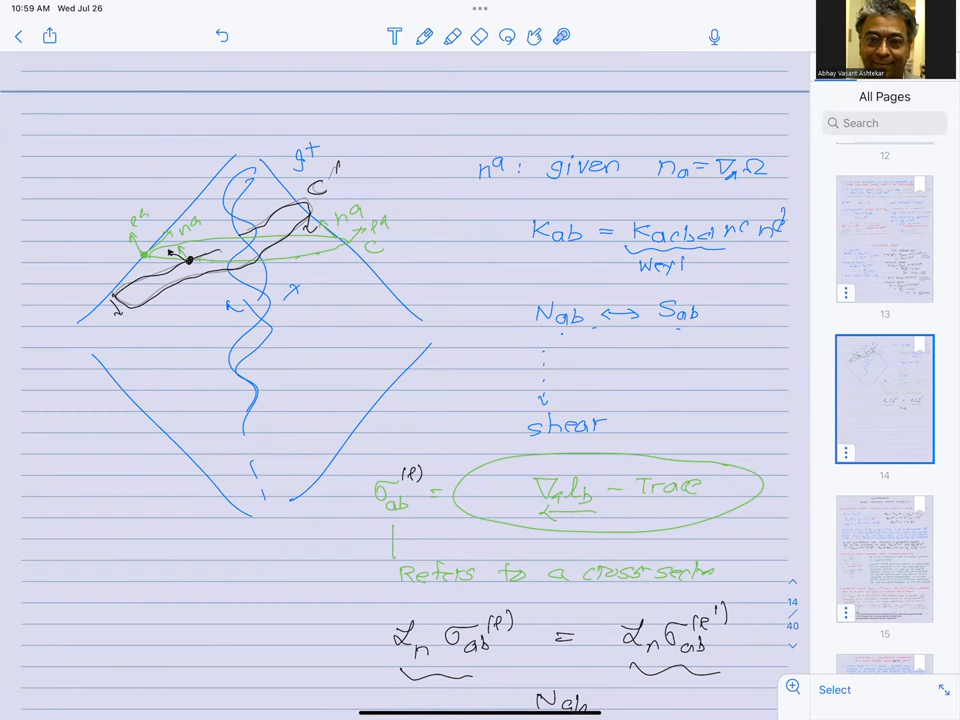 10:59 AM Wed Jul 26
Abhay Vasant Ashtekar
All Pages
Search
12
13
14
15
14
/
40
Select
g+
C'
n^a
l^a
C
l^a
n^a
n^a : given n_a = ∇_a Ω
K_ab = K_acbd n^c n^d
Weyl
N_ab ↔ S_ab
shear
σ_ab^(l) = ∇_a l_b – Trace
Refers to a cross section
ℒ_n σ_ab^(l) = ℒ_n σ_ab^(l')
N_ab